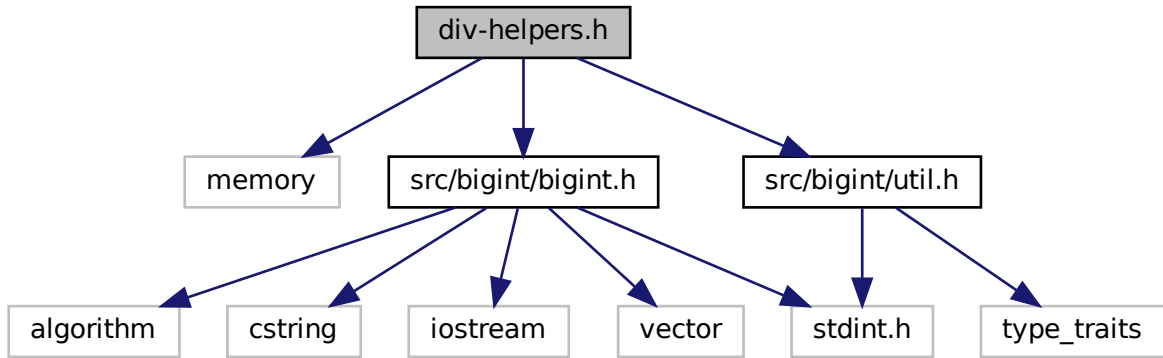 div-helpers.h
memory
src/bigint/bigint.h
src/bigint/util.h
algorithm
cstring
iostream
vector
stdint.h
type_traits